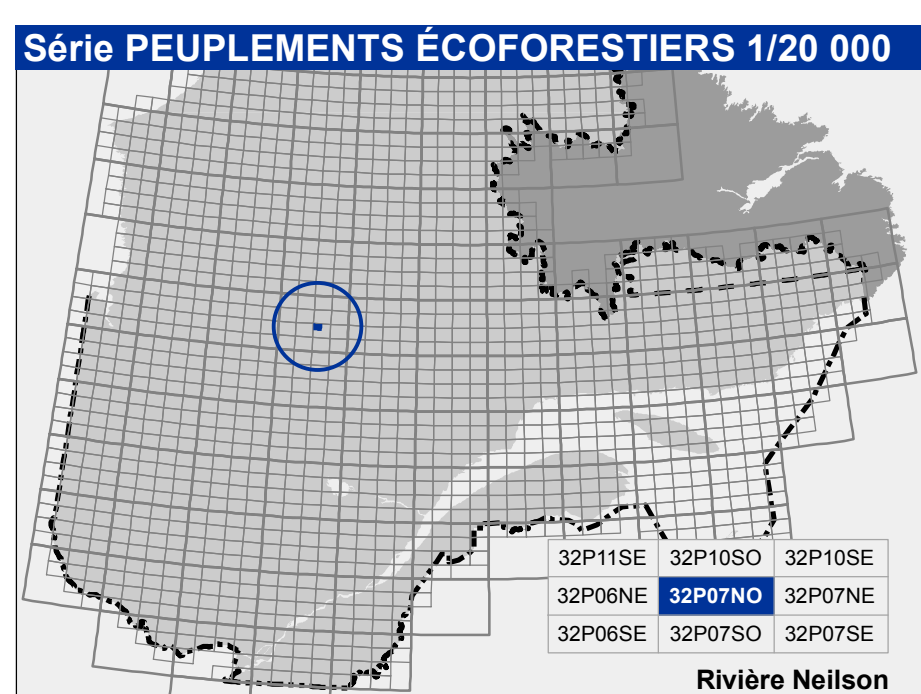 Série PEUPLEMENTS ÉCOFORESTIERS 1/20 000
32P11SE 32P10SO 32P10SE
32P06NE 32P07NO 32P07NE
32P06SE 32P07SO 32P07SE
Rivière Neilson